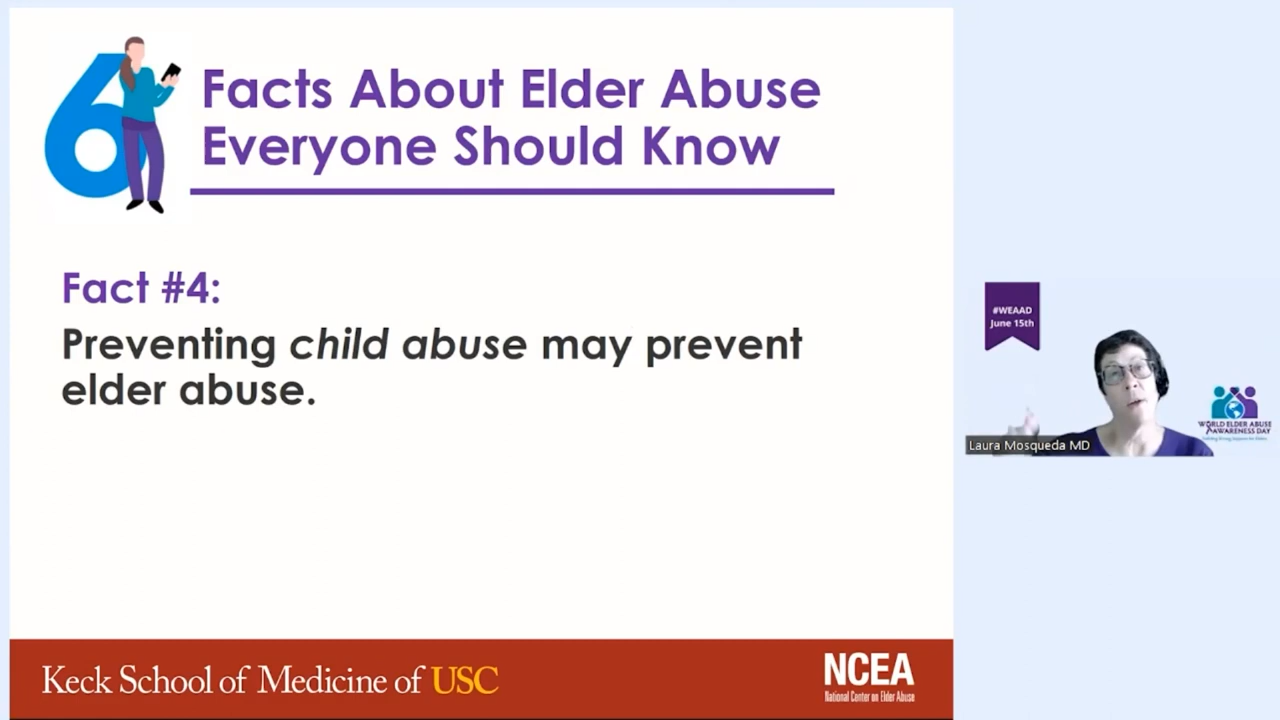 6
Facts About Elder Abuse
Everyone Should Know
Fact #4:
Preventing child abuse may prevent
elder abuse.
Keck School of Medicine of USC
NCEA
National Center on Elder Abuse
#WEAAD
June 15th
Laura Mosqueda MD
WORLD ELDER ABUSE
AWARENESS DAY